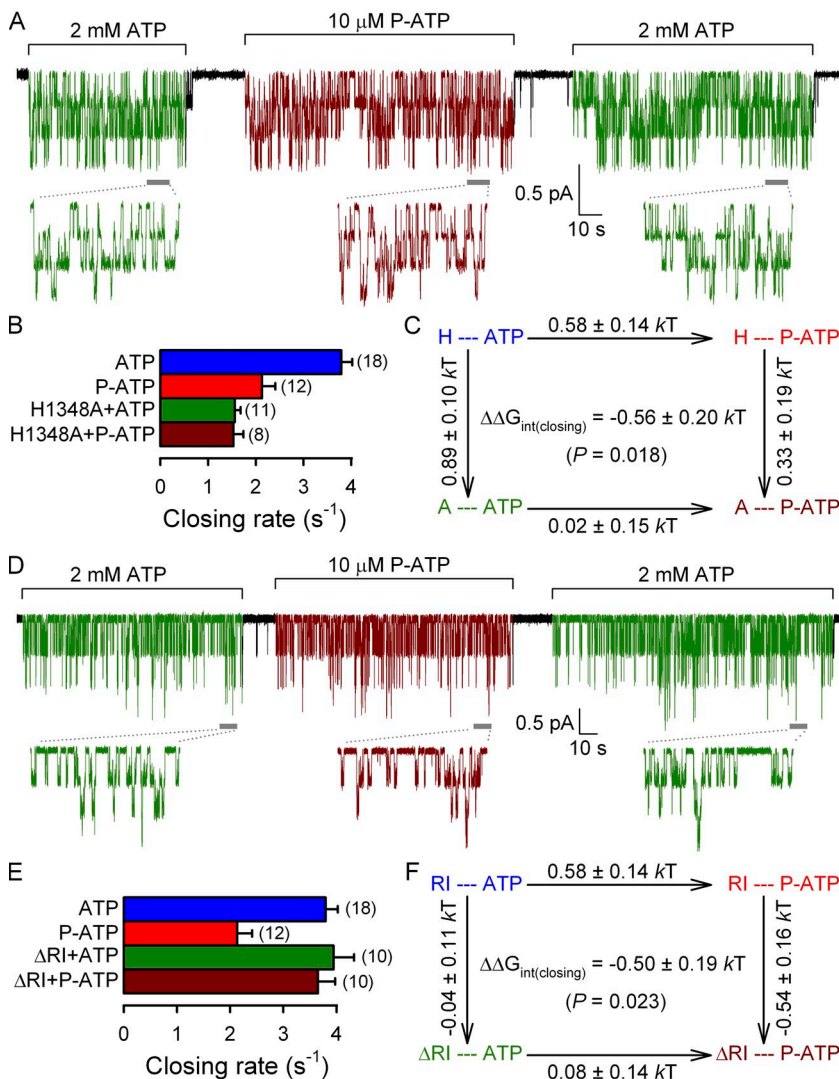 A
2 mM ATP
10 μM P-ATP
2 mM ATP
0.5 pA
10 s
B
ATP
P-ATP
H1348A+ATP
H1348A+P-ATP
(18)
(12)
(11)
(8)
0 1 2 3 4
Closing rate (s⁻¹)
C
H --- ATP
0.58 ± 0.14 kT
H --- P-ATP
0.89 ± 0.10 kT
ΔΔG int(closing) = -0.56 ± 0.20 kT
(P = 0.018)
0.33 ± 0.19 kT
A --- ATP
0.02 ± 0.15 kT
A --- P-ATP
D
2 mM ATP
10 μM P-ATP
2 mM ATP
0.5 pA
10 s
E
ATP
P-ATP
ΔRI+ATP
ΔRI+P-ATP
(18)
(12)
(10)
(10)
0 1 2 3 4
Closing rate (s⁻¹)
F
RI --- ATP
0.58 ± 0.14 kT
RI --- P-ATP
-0.04 ± 0.11 kT
ΔΔG int(closing) = -0.50 ± 0.19 kT
(P = 0.023)
-0.54 ± 0.16 kT
ΔRI --- ATP
0.08 ± 0.14 kT
ΔRI --- P-ATP